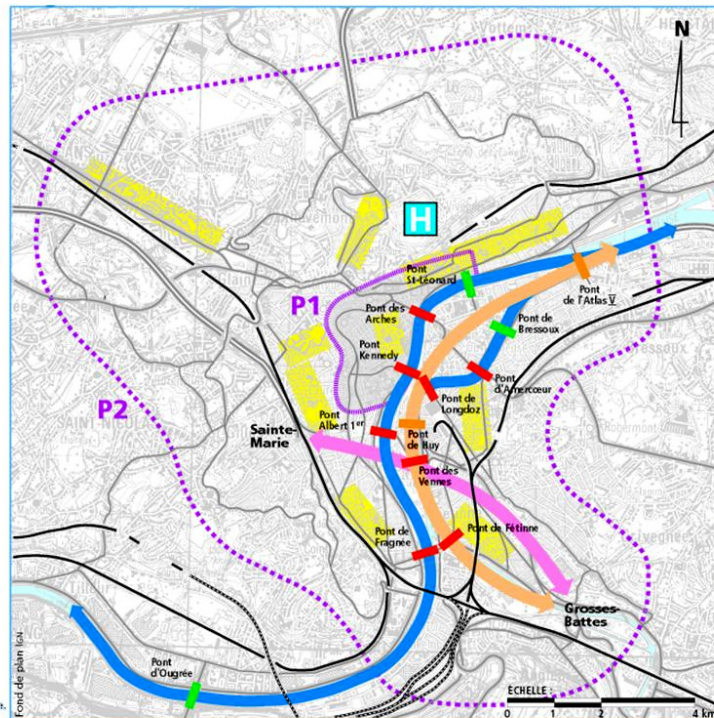 N
H
Pont
St-Léonard
Pont
de l'Atlas V
P1
Pont des
Arches
Pont de
Bressoux
Pont
Kennedy
Pont
d'Amercœur
P2
Pont de
Longdoz
Sainte-
Marie
Pont
Albert 1er
Pont
de Huy
Pont des
Vennes
Pont de
Fragnée
Pont de Fétinne
Grosses-
Battes
Pont
d'Ougrée
ÉCHELLE :
0 1 2 4 km
Fond de plan IGN